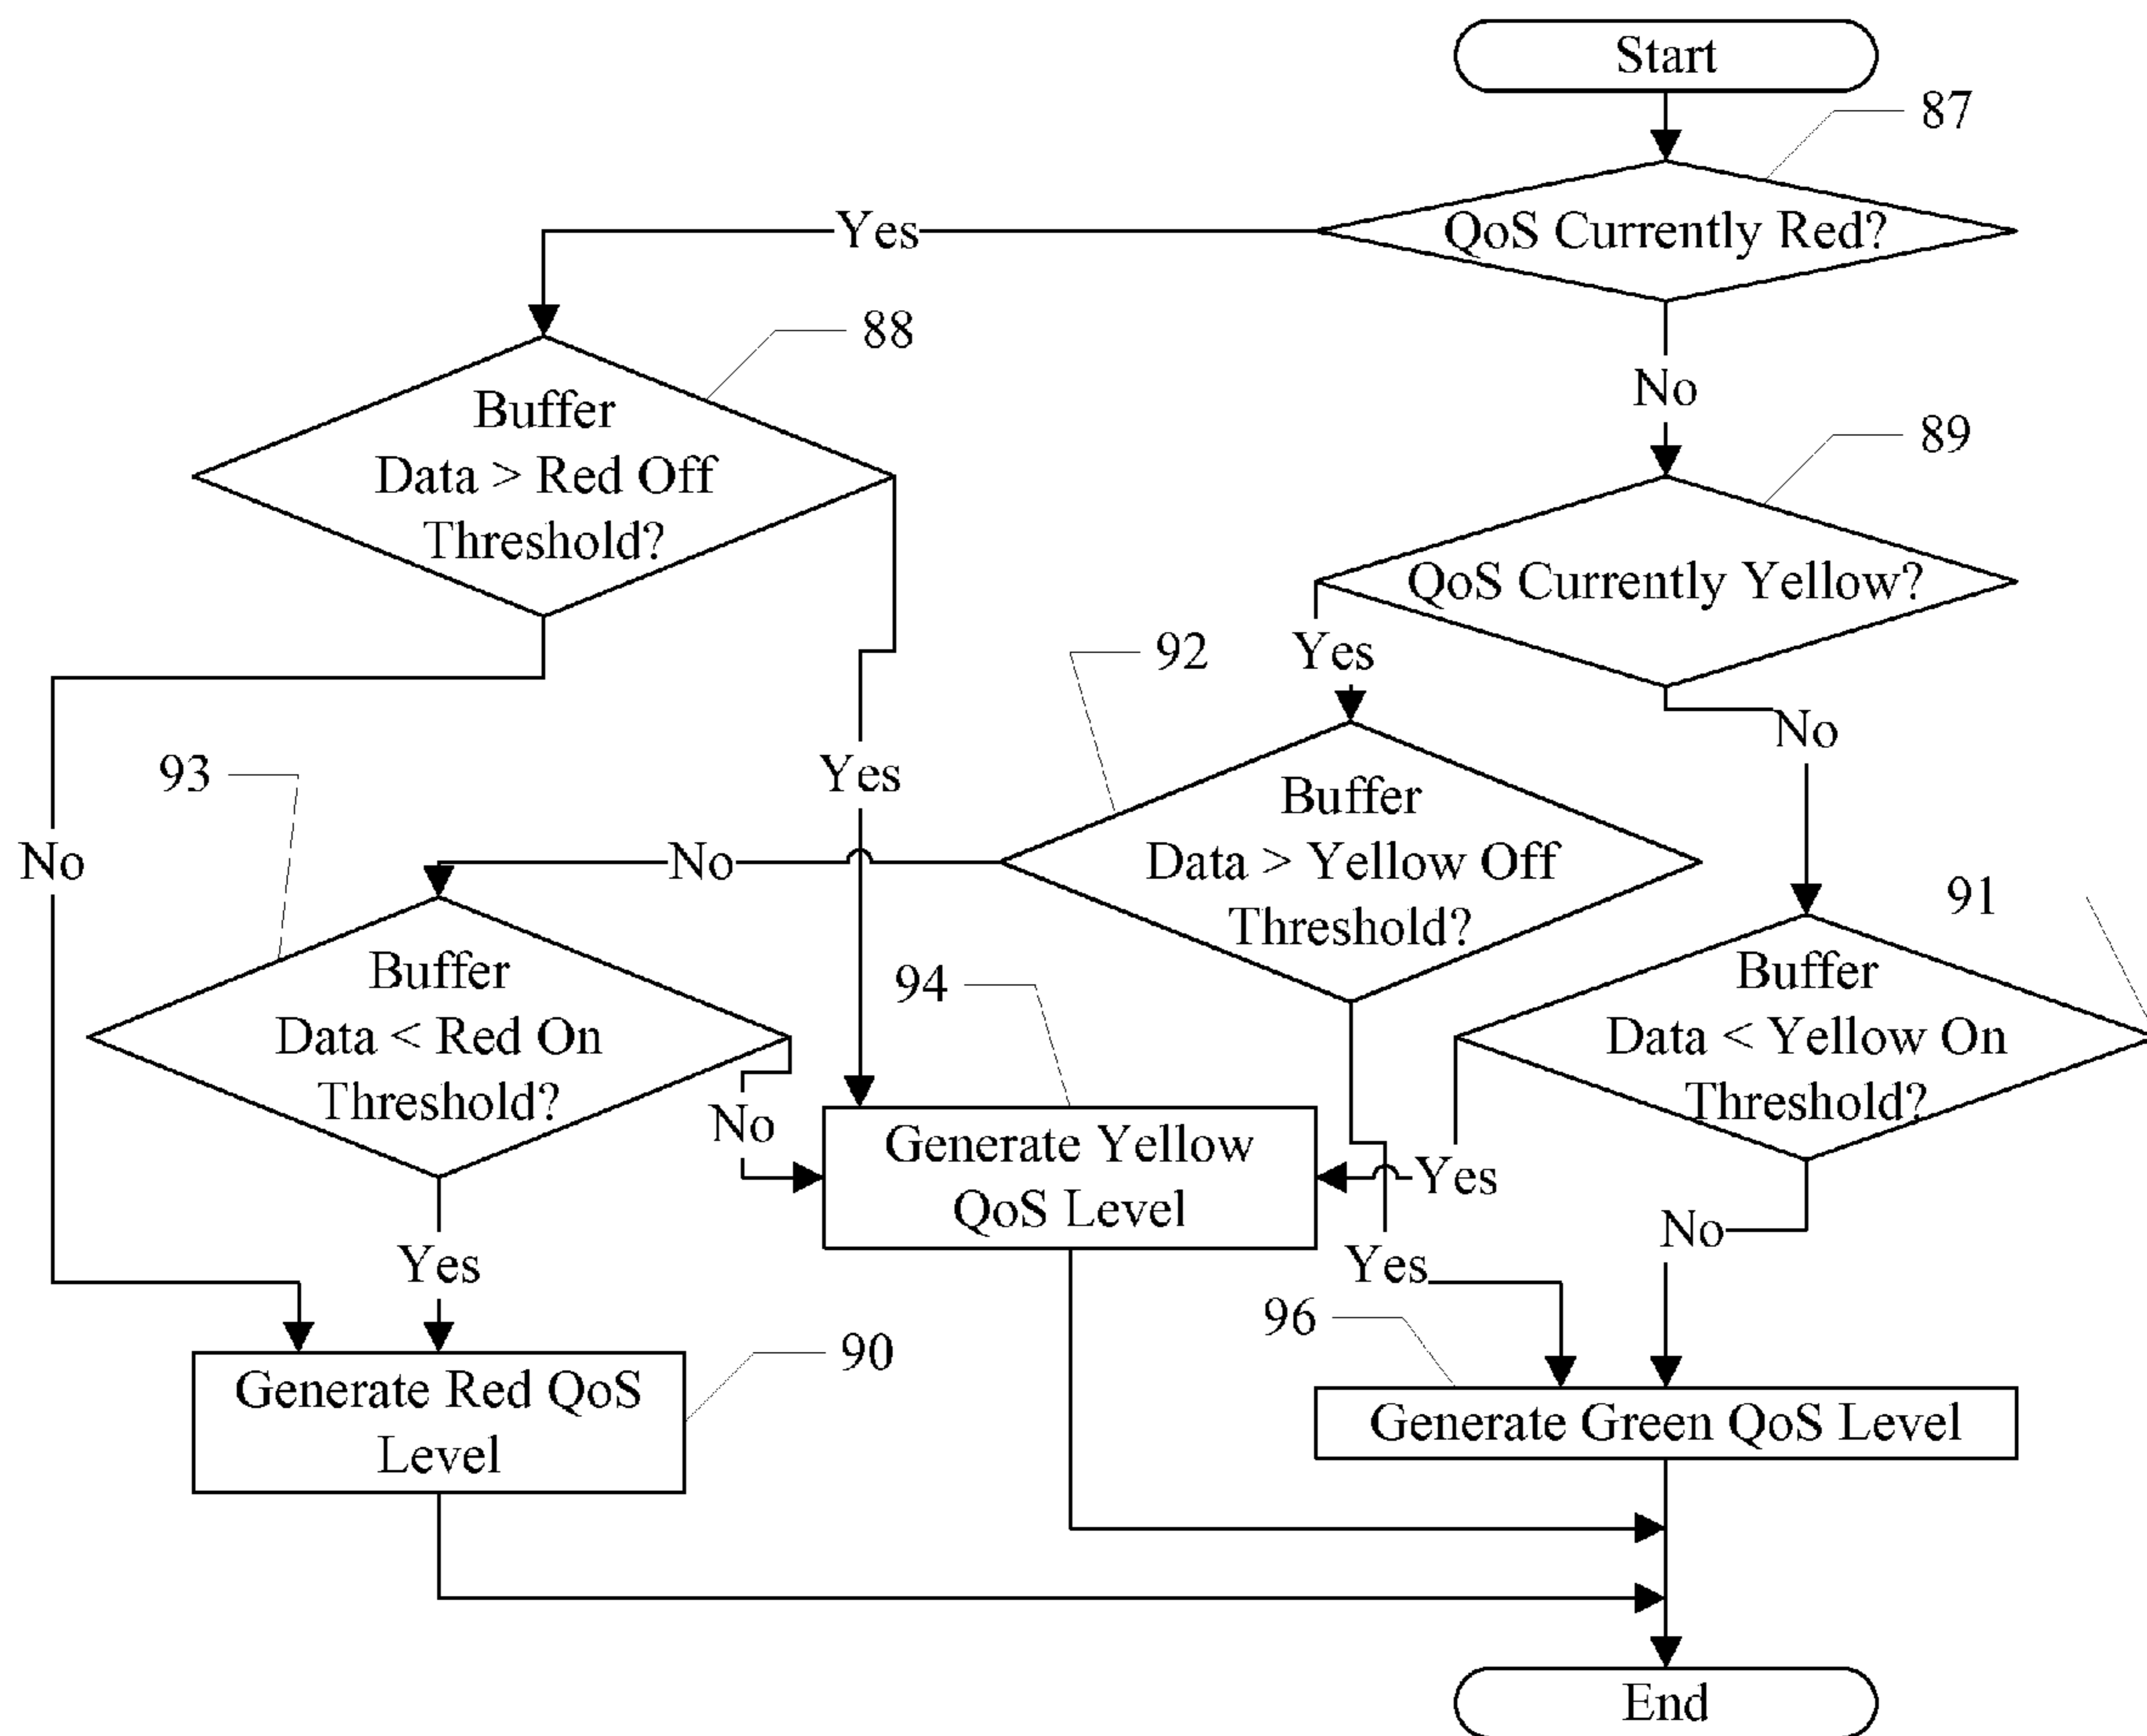 Start
87
QoS Currently Red?
Yes
88
No
Buffer
Data > Red Off
Threshold?
89
QoS Currently Yellow?
92
Yes
No
93
Yes
Buffer
Data > Yellow Off
Threshold?
No
No
91
Buffer
Data < Red On
Threshold?
94
Buffer
Data < Yellow On
Threshold?
No
Generate Yellow
QoS Level
Yes
No
Yes
Yes
96
90
Generate Red QoS
Level
Generate Green QoS Level
End